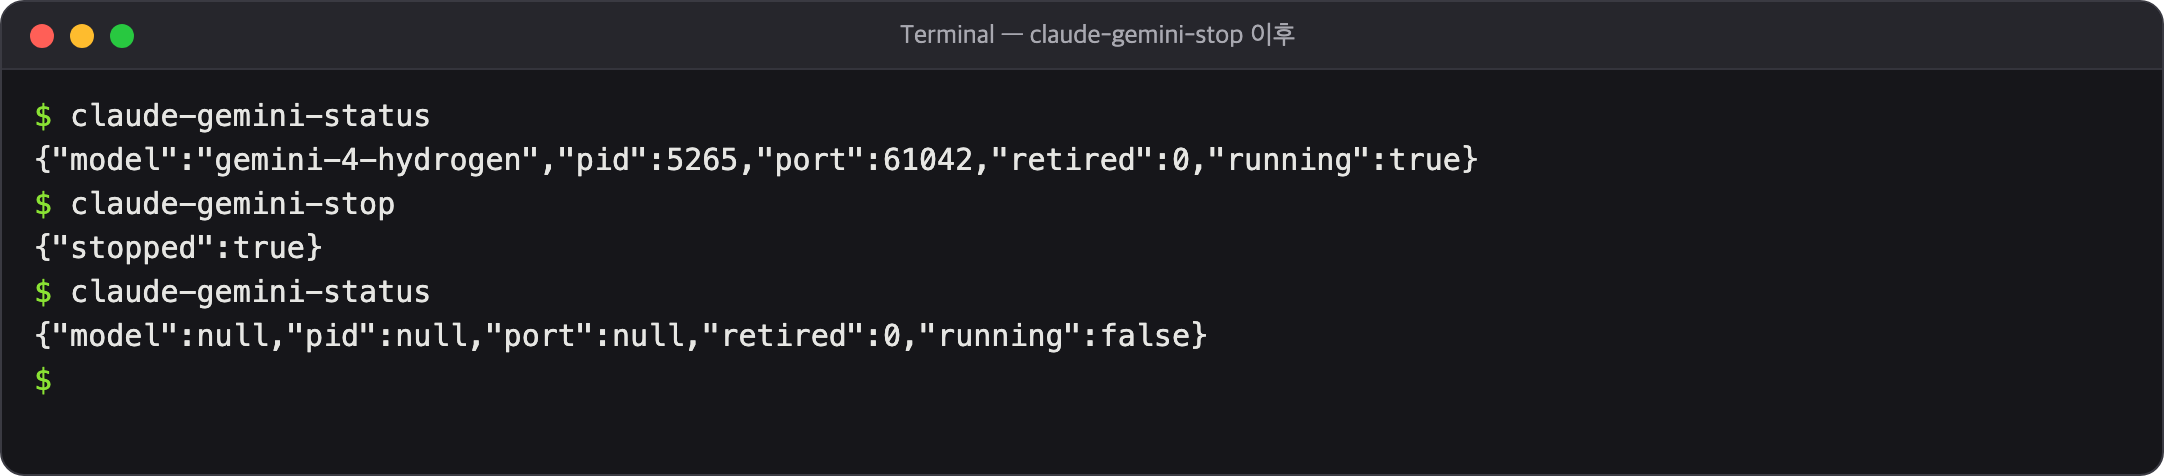 Terminal — claude-gemini-stop 이후
$ claude-gemini-status
{"model":"gemini-4-hydrogen","pid":5265,"port":61042,"retired":0,"running":true}
$ claude-gemini-stop
{"stopped":true}
$ claude-gemini-status
{"model":null,"pid":null,"port":null,"retired":0,"running":false}
$